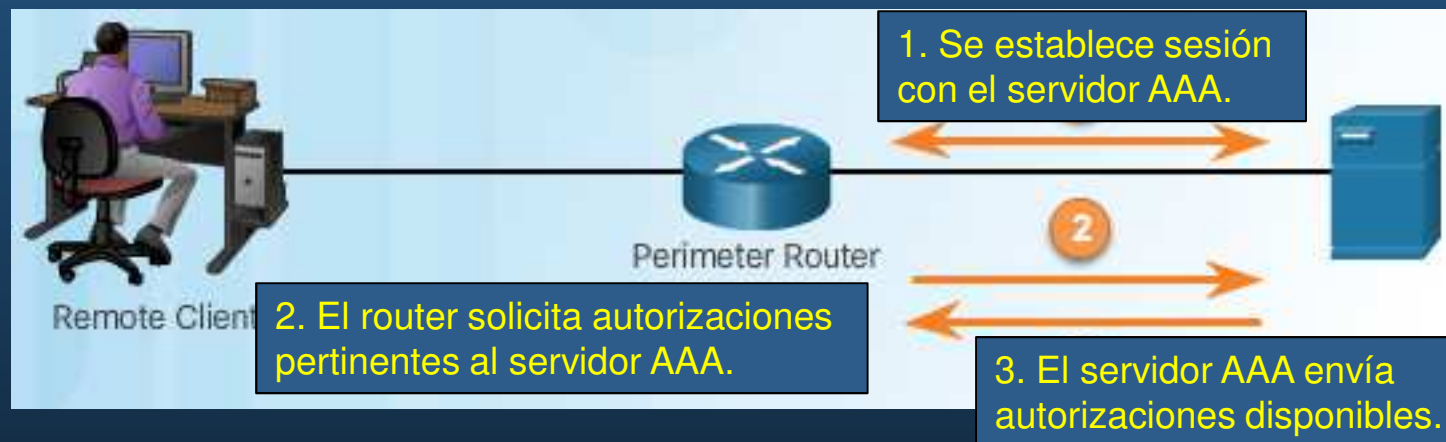 1. Se establece sesión
con el servidor AAA.
2
Perimeter Router
Remote Client
2. El router solicita autorizaciones
pertinentes al servidor AAA.
3. El servidor AAA envía
autorizaciones disponibles.